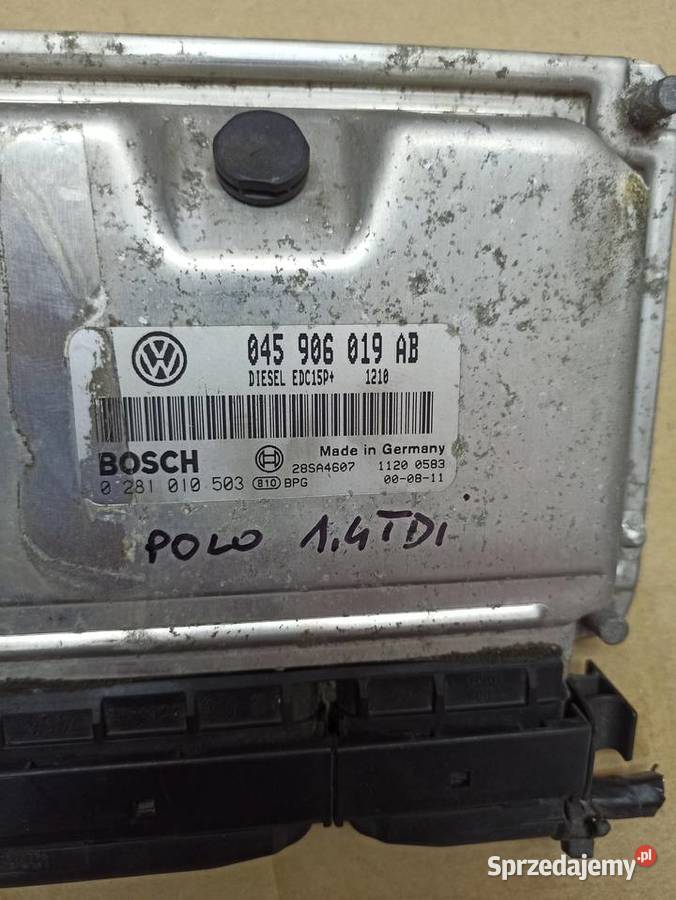 045 906 019 AB
DIESEL EDC15P+ 1210
BOSCH
Made in Germany
28SA4607 1120 0583
0 281 010 503 810 BPG 00-08-11
POLO 1.4TDI
Sprzedajemy.pl